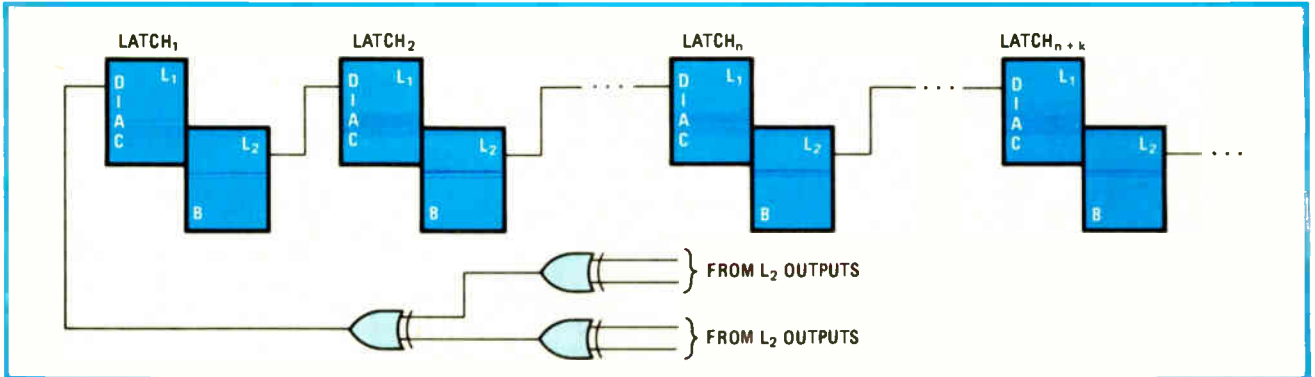 LATCH₁ LATCH₂ LATCHₙ LATCHₙ ₊ ₖ
D I A C L₁ L₂ B
D I A C L₁ L₂ B
· · · ·
D I A C L₁ L₂ B
· · ·
D I A C L₁ L₂ B
· · ·
} FROM L₂ OUTPUTS
} FROM L₂ OUTPUTS